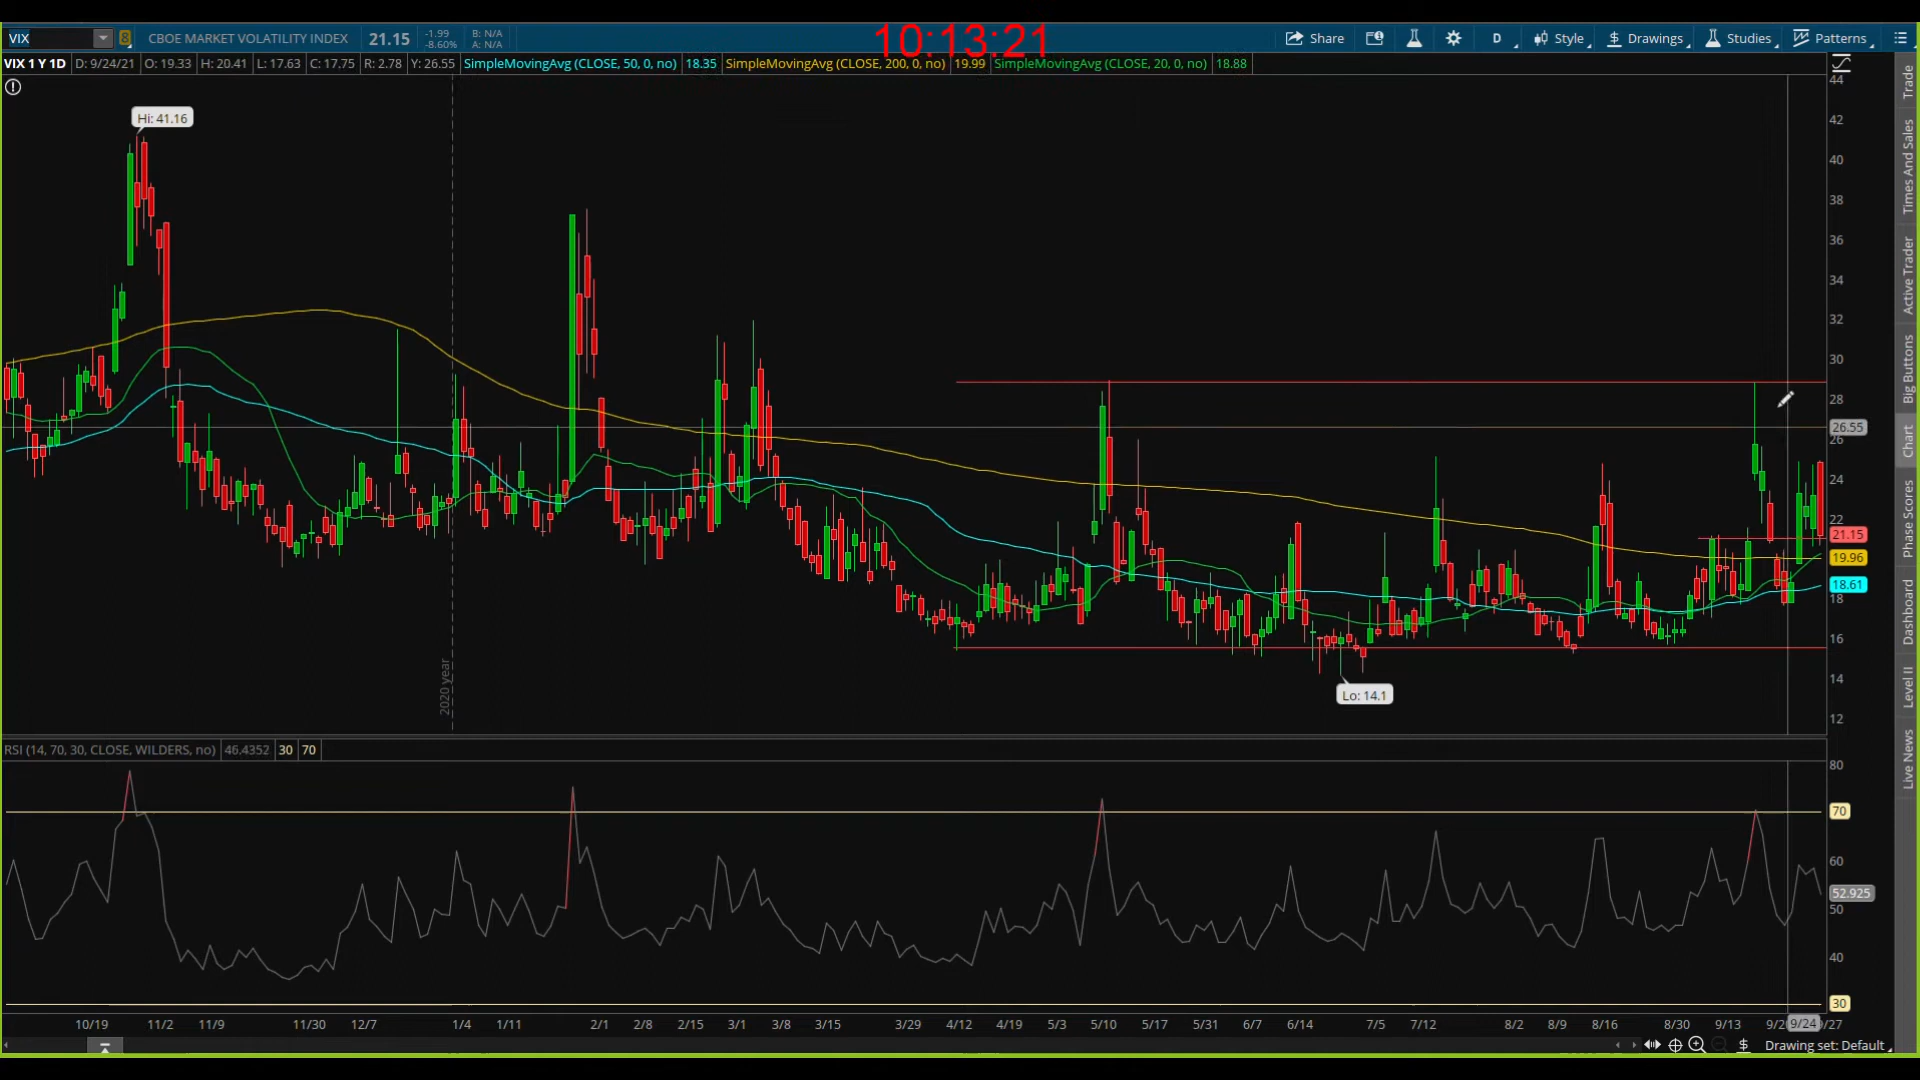 10:13:21
VIX 8 CBOE MARKET VOLATILITY INDEX 21.15 -1.99 -8.60% B: N/A A: N/A Share D Style Drawings Studies Patterns
VIX 1 Y 1D D: 9/24/21 O: 19.33 H: 20.41 L: 17.63 C: 17.75 R: 2.78 Y: 26.55 SimpleMovingAvg (CLOSE, 50, 0, no) 18.35 SimpleMovingAvg (CLOSE, 200, 0, no) 19.99 SimpleMovingAvg (CLOSE, 20, 0, no) 18.88
Hi: 41.16
Lo: 14.1
2020 year
44
42
40
38
36
34
32
30
28
26.55
26
24
22
21.15
19.96
18.61
18
16
14
12
RSI (14, 70, 30, CLOSE, WILDERS, no) 46.4352 30 70
80
70
60
52.925
50
40
30
10/19 11/2 11/9 11/30 12/7 1/4 1/11 2/1 2/8 2/15 3/1 3/8 3/15 3/29 4/12 4/19 5/3 5/10 5/17 5/31 6/7 6/14 7/5 7/12 8/2 8/9 8/16 8/30 9/13 9/24 9/27
Drawing set: Default
Trade
Times And Sales
Active Trader
Big Buttons
Chart
Phase Scores
Dashboard
Level II
Live News